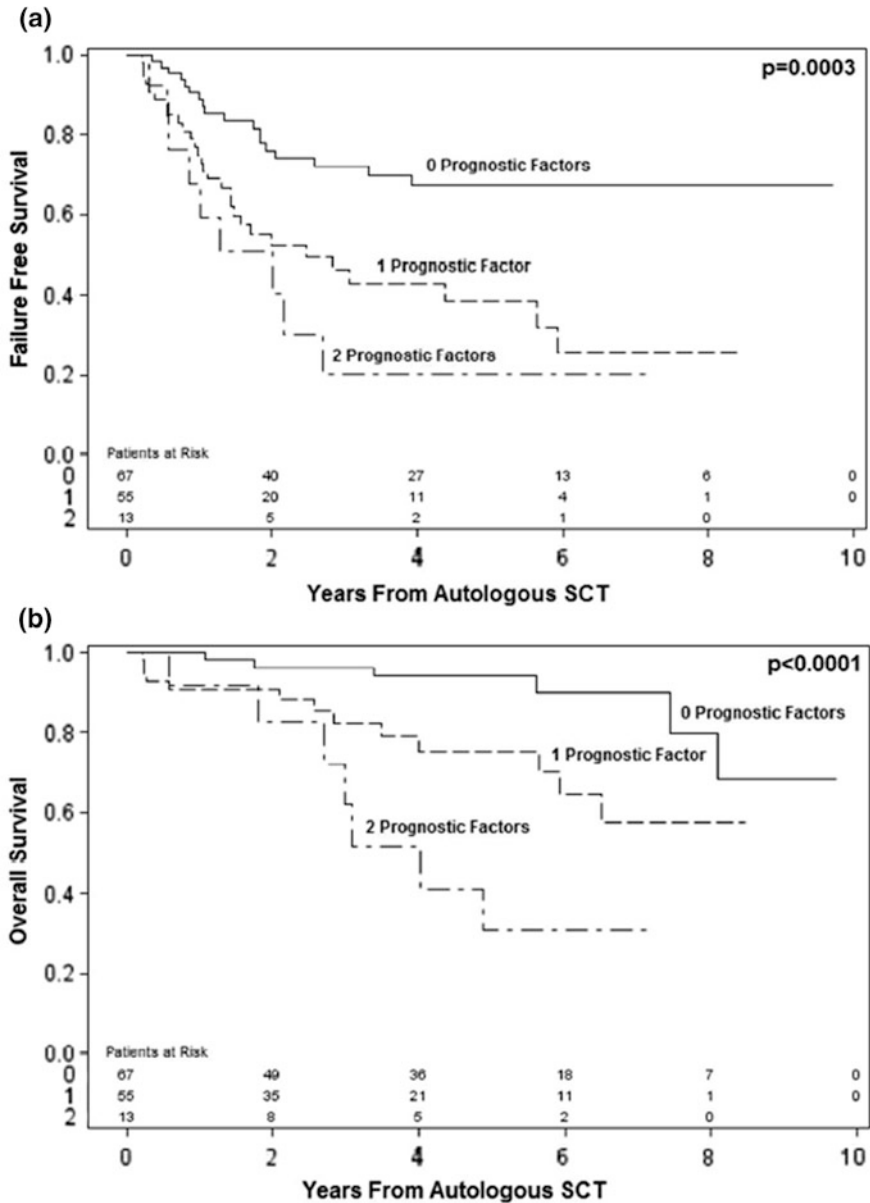 (a)
1.0
p=0.0003
0.8
0 Prognostic Factors
0.6
1 Prognostic Factor
0.4
2 Prognostic Factors
0.2
0.0
Failure Free Survival
Patients at Risk
0 67 40 27 13 6 0
1 55 20 11 4 1 0
2 13 5 2 1 0
0 2 4 6 8 10
Years From Autologous SCT
(b)
1.0
p<0.0001
0 Prognostic Factors
0.8
1 Prognostic Factor
0.6
2 Prognostic Factors
0.4
0.2
0.0
Overall Survival
Patients at Risk
0 67 49 36 18 7 0
1 55 35 21 11 1 0
2 13 8 5 2 0
0 2 4 6 8 10
Years From Autologous SCT